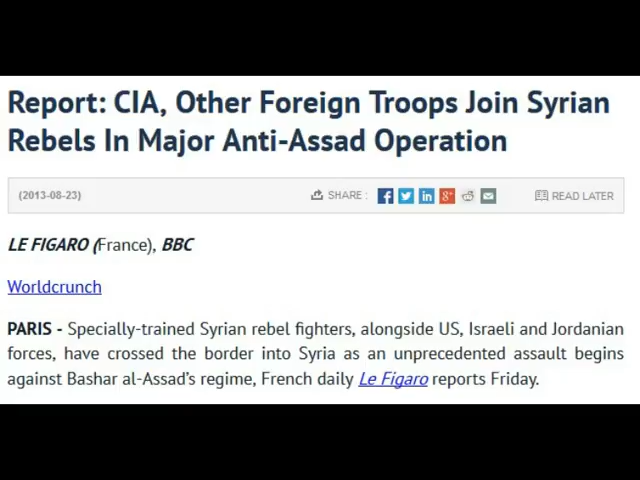 Report: CIA, Other Foreign Troops Join Syrian
Rebels In Major Anti-Assad Operation
(2013-08-23) SHARE : READ LATER
LE FIGARO (France), BBC
Worldcrunch
PARIS - Specially-trained Syrian rebel fighters, alongside US, Israeli and Jordanian
forces, have crossed the border into Syria as an unprecedented assault begins
against Bashar al-Assad’s regime, French daily Le Figaro reports Friday.